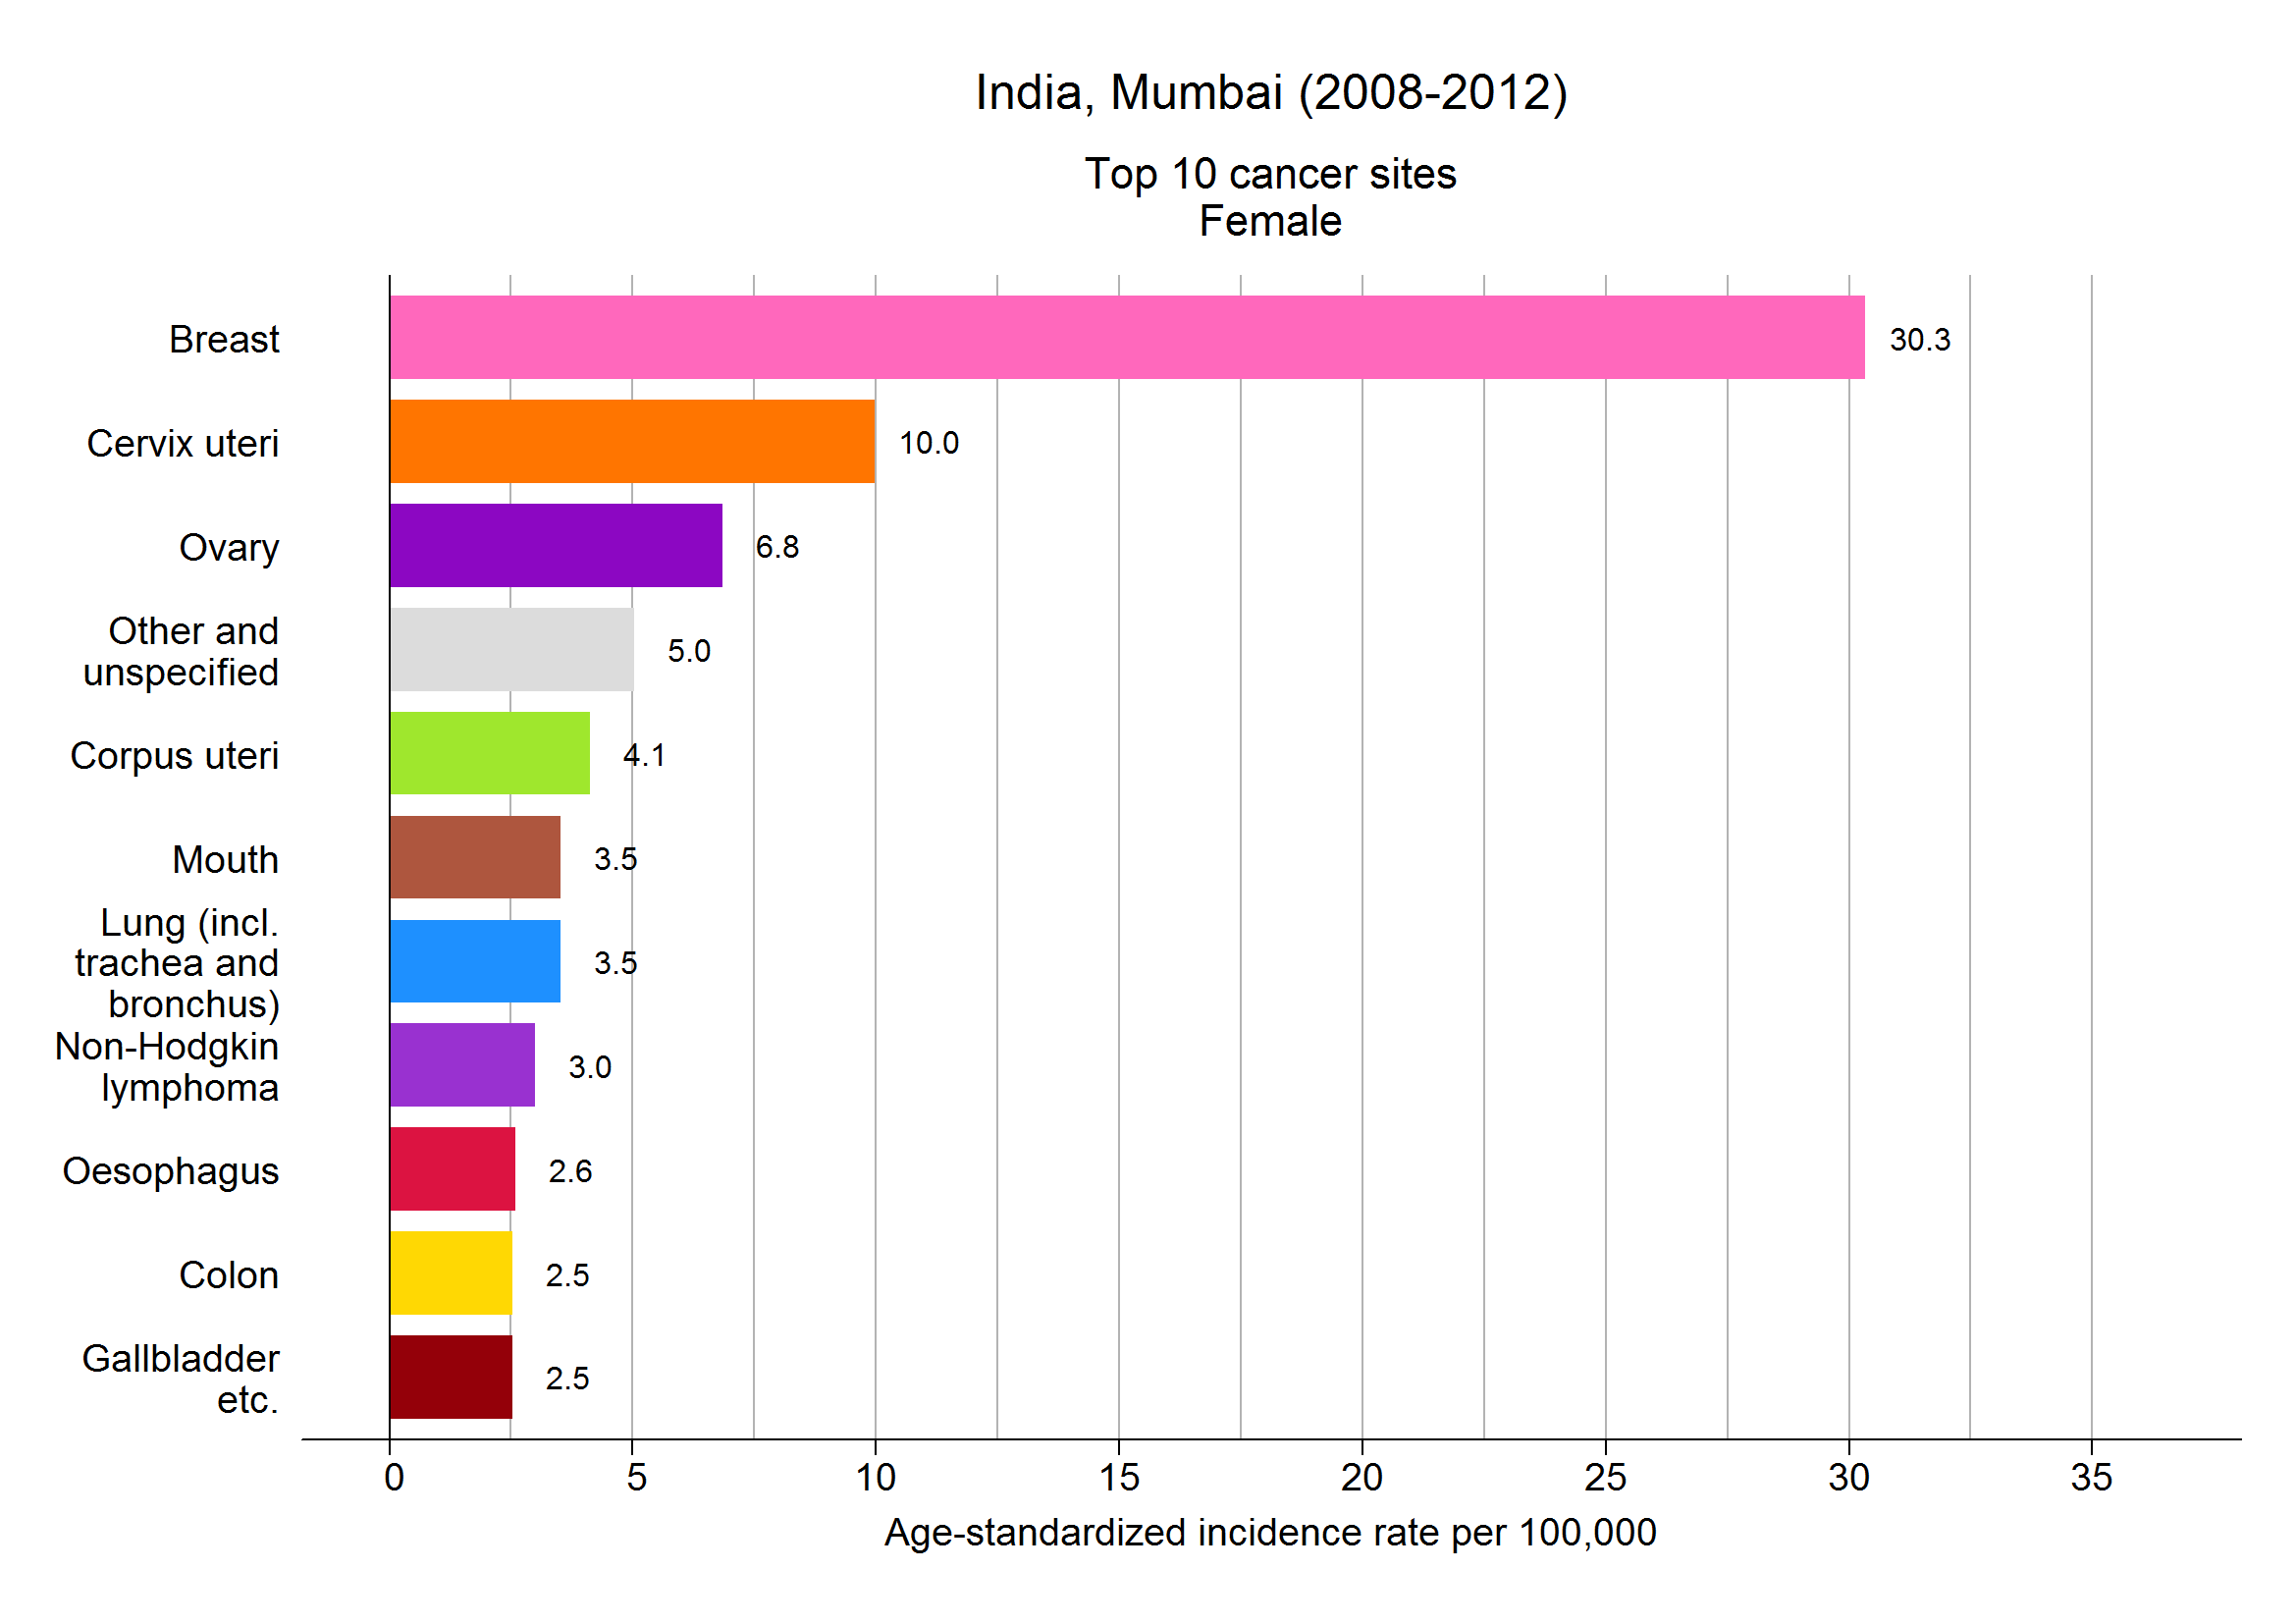 India, Mumbai (2008-2012)
Top 10 cancer sites
Female
Breast
30.3
Cervix uteri
10.0
Ovary
6.8
Other and
unspecified
5.0
Corpus uteri
4.1
Mouth
3.5
Lung (incl.
trachea and
bronchus)
3.5
Non-Hodgkin
lymphoma
3.0
Oesophagus
2.6
Colon
2.5
Gallbladder
etc.
2.5
0 5 10 15 20 25 30 35
Age-standardized incidence rate per 100,000